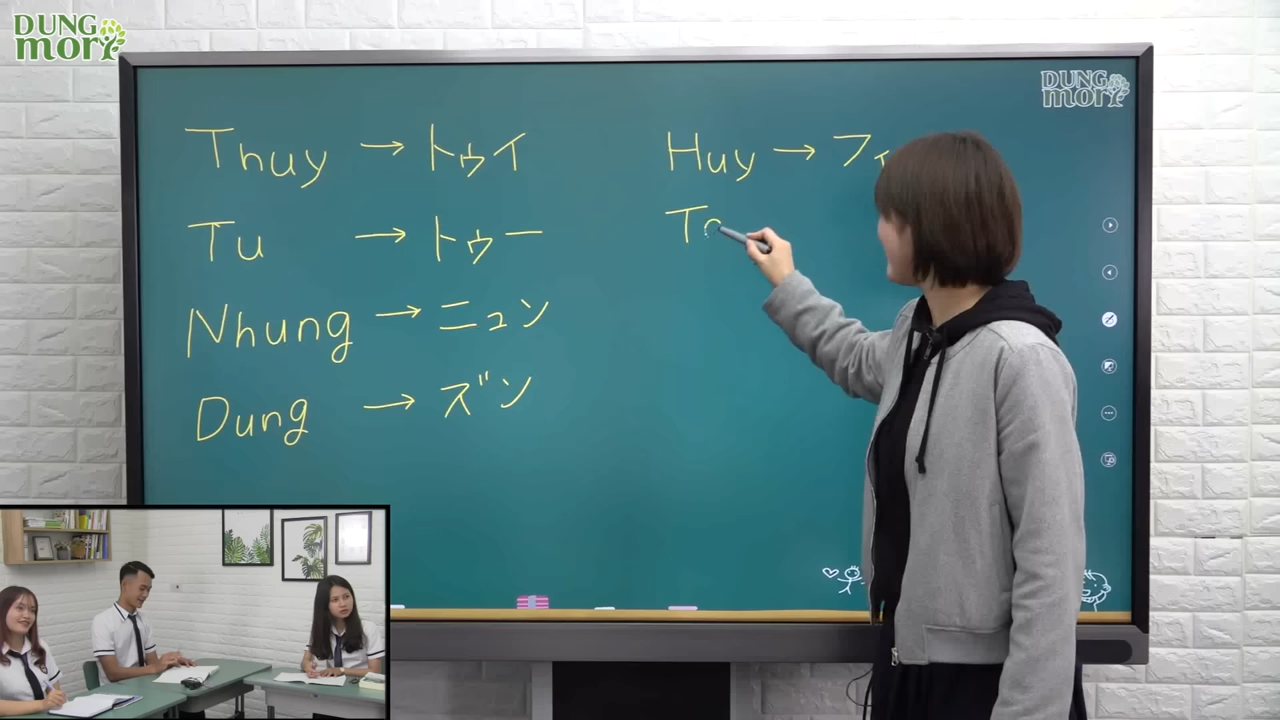 DUNG
mori
DUNG
mori
Thuy → トゥイ
Tu → トゥー
Nhung → ニュン
Dung → ズン
Huy → フィ
T